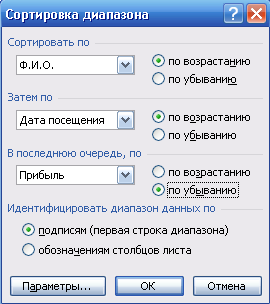 Сортировка диапазона
Сортировать по
Ф.И.О.
по возрастанию
по убыванию
Затем по
Дата посещения
по возрастанию
по убыванию
В последнюю очередь, по
Прибыль
по возрастанию
по убыванию
Идентифицировать диапазон данных по
подписям (первая строка диапазона)
обозначениям столбцов листа
Параметры...
ОК
Отмена